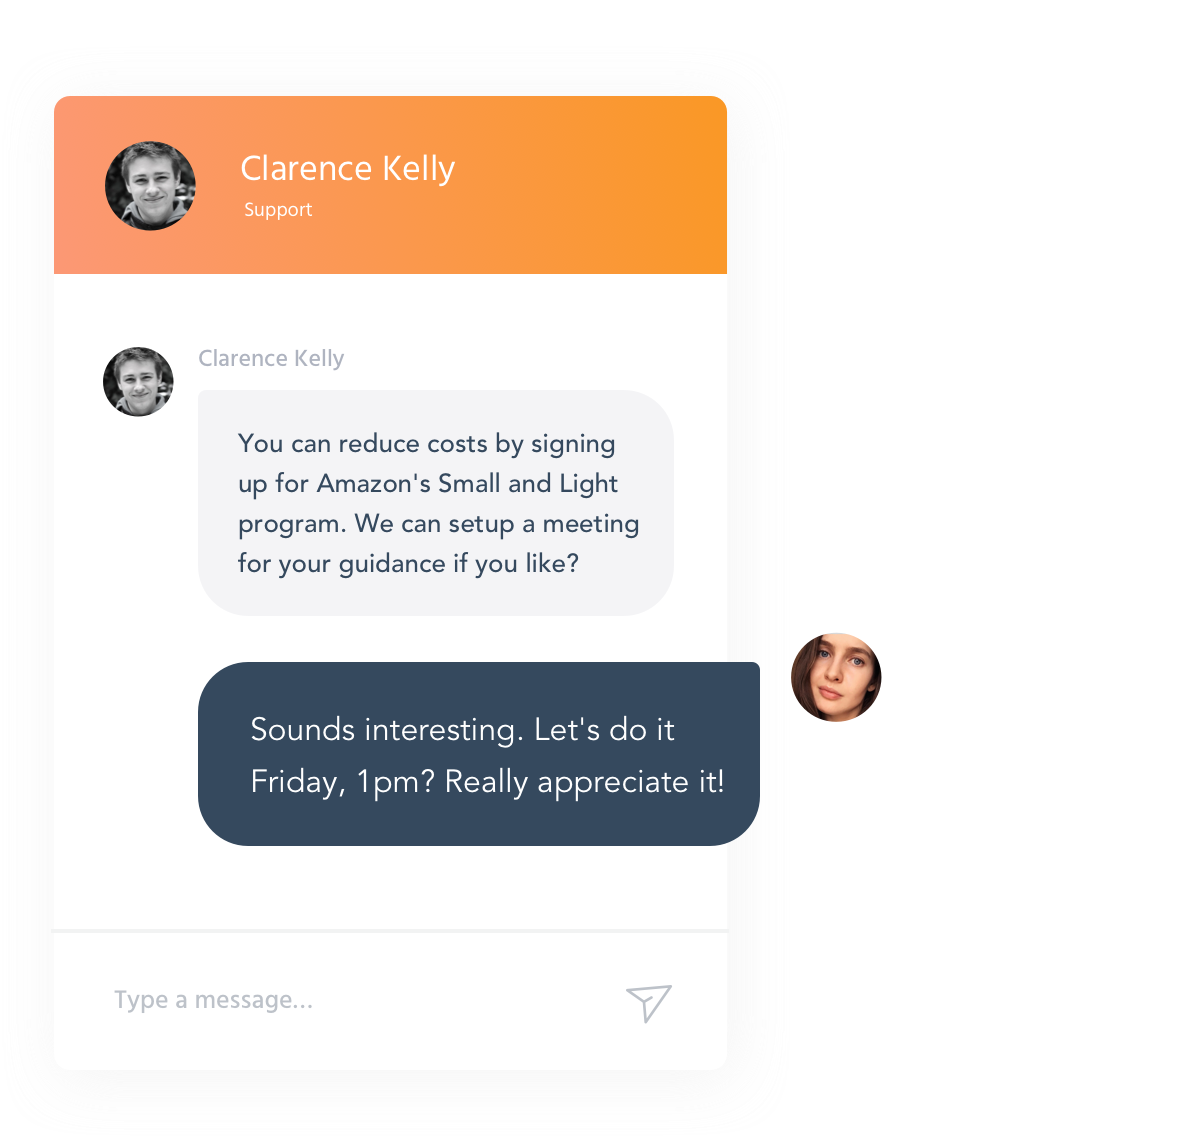 Clarence Kelly
Support
Clarence Kelly
You can reduce costs by signing
up for Amazon's Small and Light
program. We can setup a meeting
for your guidance if you like?
Sounds interesting. Let's do it
Friday, 1pm? Really appreciate it!
Type a message...